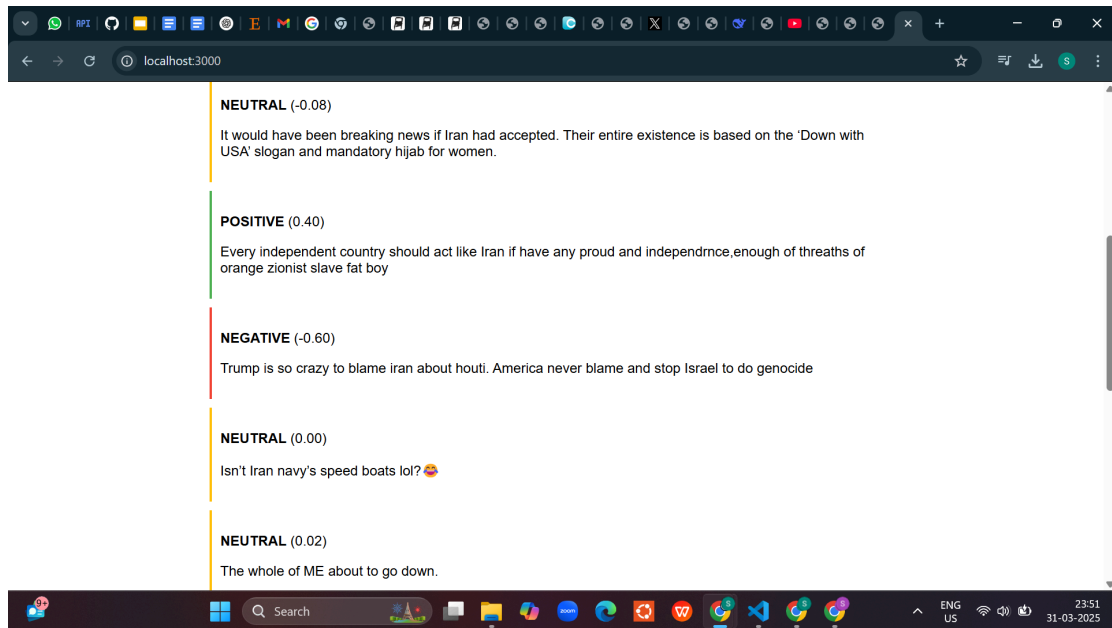 localhost:3000
S
NEUTRAL (-0.08)
It would have been breaking news if Iran had accepted. Their entire existence is based on the ‘Down with
USA’ slogan and mandatory hijab for women.
POSITIVE (0.40)
Every independent country should act like Iran if have any proud and independrnce,enough of threaths of
orange zionist slave fat boy
NEGATIVE (-0.60)
Trump is so crazy to blame iran about houti. America never blame and stop Israel to do genocide
NEUTRAL (0.00)
Isn’t Iran navy’s speed boats lol?😂
NEUTRAL (0.02)
The whole of ME about to go down.
9+
Search
zoom
S
S
S
ENG
US
23:51
31-03-2025